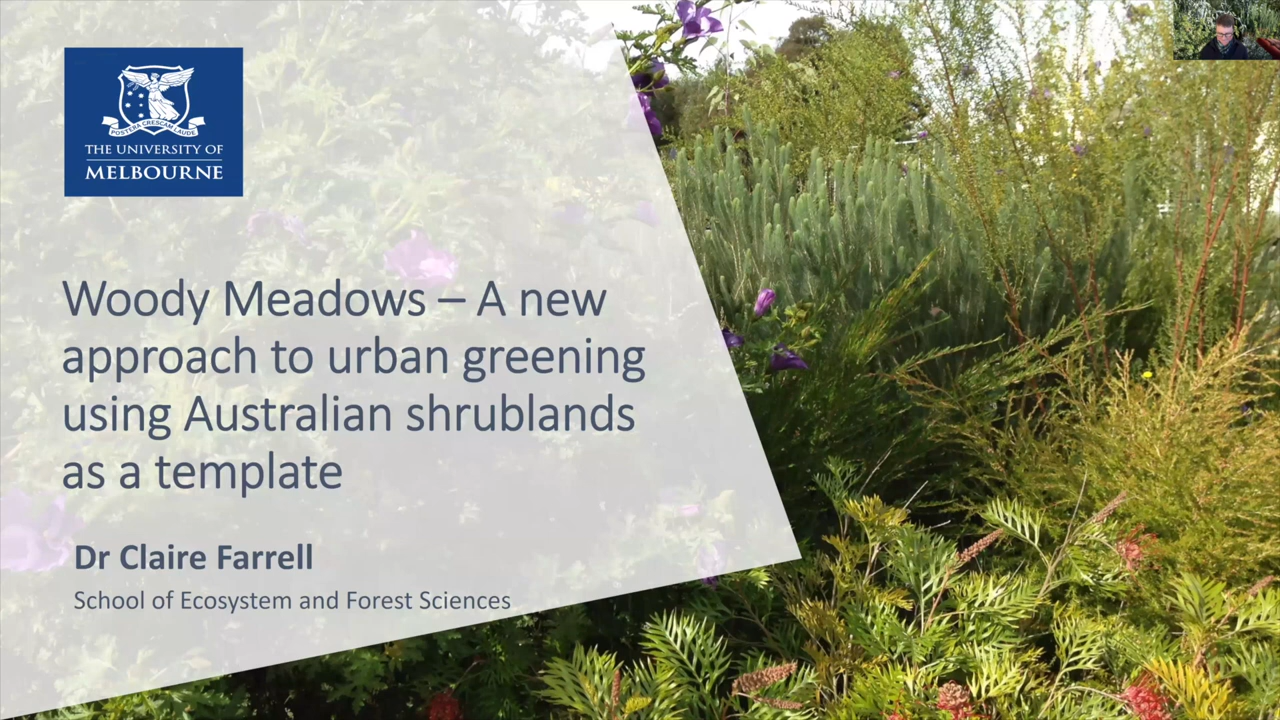 POSTERA CRESCAM LAUDE
THE UNIVERSITY OF
MELBOURNE
Woody Meadows – A new
approach to urban greening
using Australian shrublands
as a template
Dr Claire Farrell
School of Ecosystem and Forest Sciences